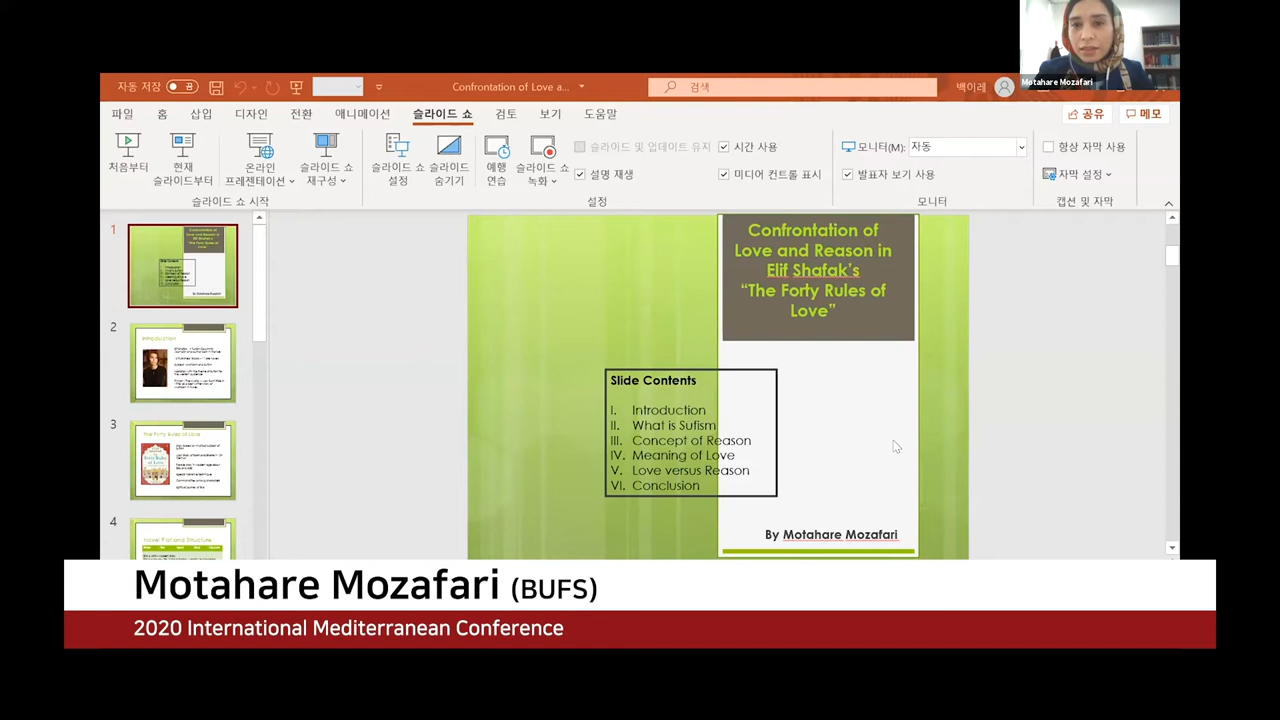 Motahare Mozafari
자동 저장 끔
Confrontation of Love a...
검색
백이레
파일 홈 삽입 디자인 전환 애니메이션 슬라이드 쇼 검토 보기 도움말
공유 메모
처음부터
현재
슬라이드부터
온라인
프레젠테이션
슬라이드 쇼
재구성
슬라이드 쇼 시작
슬라이드 쇼
설정
슬라이드
숨기기
예행
연습
슬라이드 쇼
녹화
슬라이드 및 업데이트 유지
시간 사용
설명 재생
미디어 컨트롤 표시
설정
모니터(M): 자동
발표자 보기 사용
모니터
항상 자막 사용
자막 설정
캡션 및 자막
1
2
Introduction
3
The Forty Rules of Love
4
Novel Plot and Structure
Confrontation of
Love and Reason in
Elif Shafak's
“The Forty Rules of
Love”
Slide Contents
I. Introduction
II. What is Sufism
III. Concept of Reason
IV. Meaning of Love
V. Love versus Reason
VI. Conclusion
By Motahare Mozafari
Motahare Mozafari (BUFS)
2020 International Mediterranean Conference